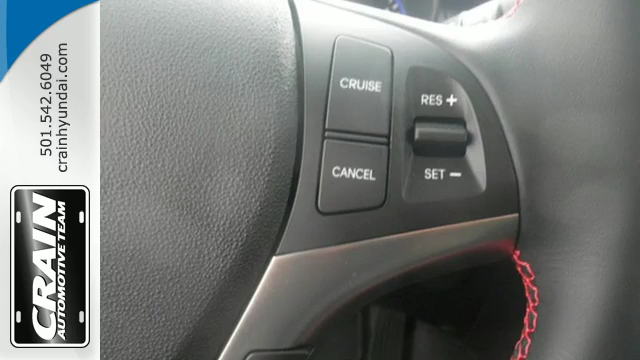 501.542.6049
crainhyundai.com
CRAIN
AUTOMOTIVE TEAM
CRUISE
CANCEL
RES +
SET −